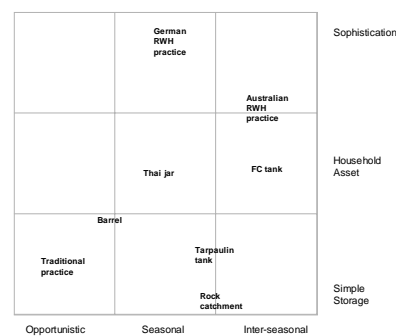 German
RWH
practice
Sophistication
Australian
RWH
practice
Thai jar
FC tank
Household
Asset
Barrel
Traditional
practice
Tarpaulin
tank
Rock
catchment
Simple
Storage
Opportunistic
Seasonal
Inter-seasonal